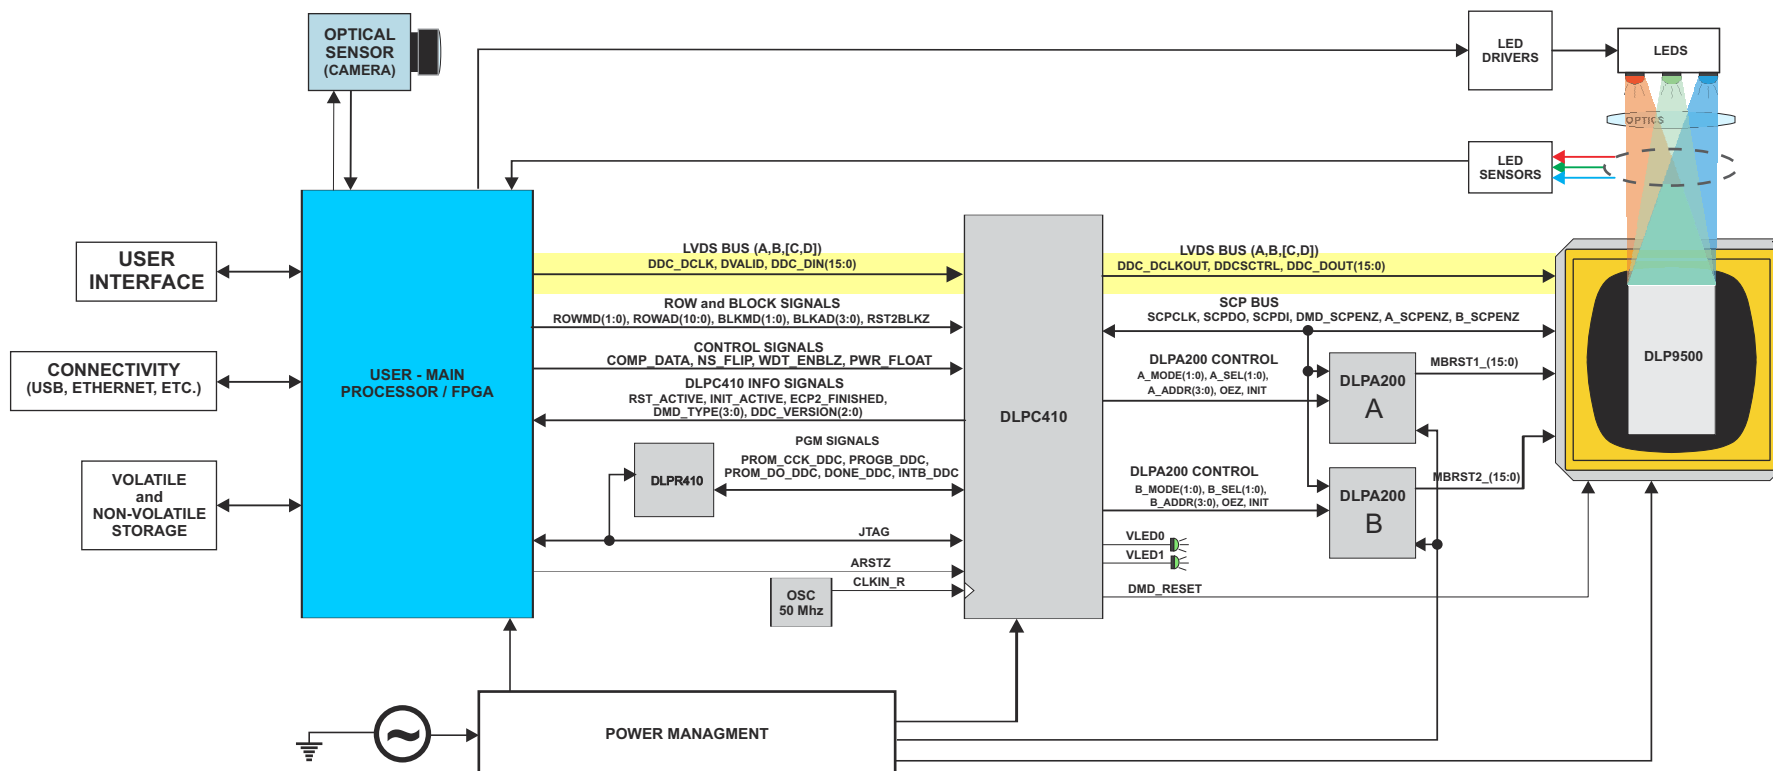 OPTICAL
SENSOR
(CAMERA)
LED
DRIVERS
LEDS
OPTICS
LED
SENSORS
USER
INTERFACE
CONNECTIVITY
(USB, ETHERNET, ETC.)
VOLATILE
and
NON-VOLATILE
STORAGE
USER - MAIN
PROCESSOR / FPGA
LVDS BUS (A,B,[C,D])
DDC_DCLK, DVALID, DDC_DIN(15:0)
ROW and BLOCK SIGNALS
ROWMD(1:0), ROWAD(10:0), BLKMD(1:0), BLKAD(3:0), RST2BLKZ
CONTROL SIGNALS
COMP_DATA, NS_FLIP, WDT_ENBLZ, PWR_FLOAT
DLPC410 INFO SIGNALS
RST_ACTIVE, INIT_ACTIVE, ECP2_FINISHED,
DMD_TYPE(3:0), DDC_VERSION(2:0)
PGM SIGNALS
PROM_CCK_DDC, PROGB_DDC,
PROM_DO_DDC, DONE_DDC, INTB_DDC
DLPR410
JTAG
ARSTZ
CLKIN_R
OSC
50 Mhz
DLPC410
LVDS BUS (A,B,[C,D])
DDC_DCLKOUT, DDCSCTRL, DDC_DOUT(15:0)
SCP BUS
SCPCLK, SCPDO, SCPDI, DMD_SCPENZ, A_SCPENZ, B_SCPENZ
DLPA200 CONTROL
A_MODE(1:0), A_SEL(1:0),
A_ADDR(3:0), OEZ, INIT
DLPA200
A
MBRST1_(15:0)
DLPA200 CONTROL
B_MODE(1:0), B_SEL(1:0),
B_ADDR(3:0), OEZ, INIT
DLPA200
B
MBRST2_(15:0)
VLED0
VLED1
DMD_RESET
DLP9500
POWER MANAGMENT